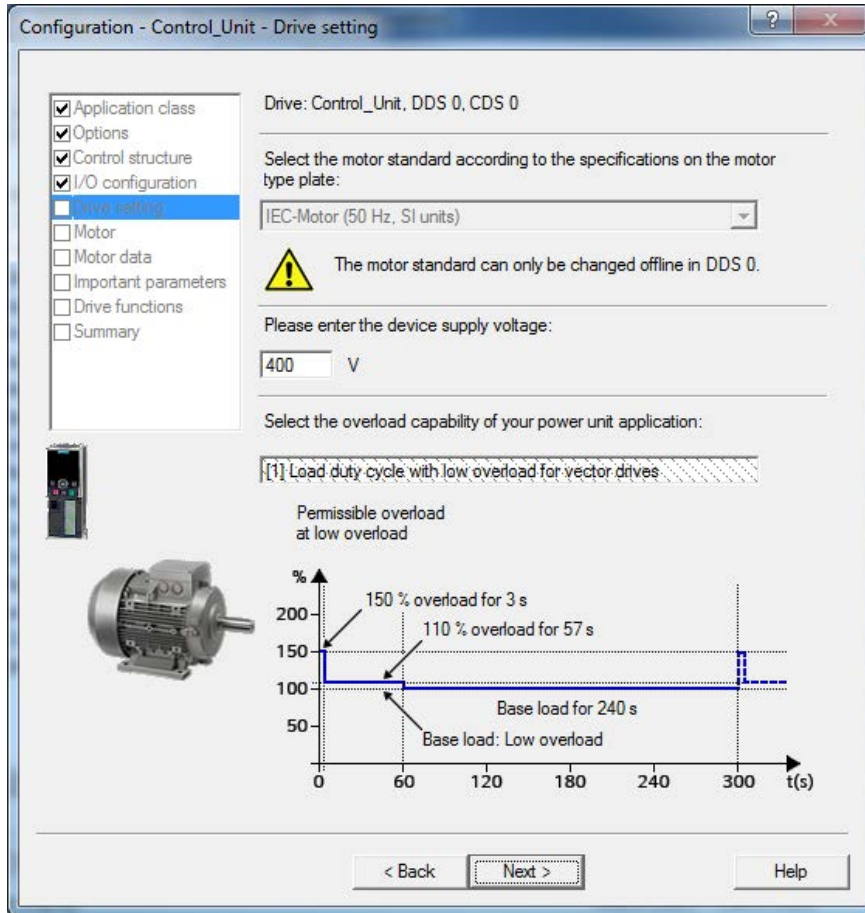 Configuration - Control_Unit - Drive setting
?
X
Application class
Options
Control structure
I/O configuration
Drive setting
Motor
Motor data
Important parameters
Drive functions
Summary
Drive: Control_Unit, DDS 0, CDS 0
Select the motor standard according to the specifications on the motor
type plate:
IEC-Motor (50 Hz, SI units)
The motor standard can only be changed offline in DDS 0.
Please enter the device supply voltage:
400 V
Select the overload capability of your power unit application:
[1] Load duty cycle with low overload for vector drives
Permissible overload
at low overload
%
200
150
100
50
150 % overload for 3 s
110 % overload for 57 s
Base load for 240 s
Base load: Low overload
0 60 120 180 240 300 t(s)
< Back Next > Help